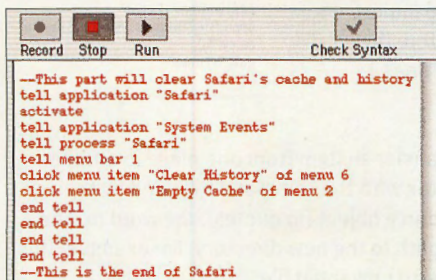 Record Stop Run Check Syntax
--This part will clear Safari's cache and history
tell application "Safari"
activate
tell application "System Events"
tell process "Safari"
tell menu bar 1
click menu item "Clear History" of menu 6
click menu item "Empty Cache" of menu 2
end tell
end tell
end tell
end tell
--This is the end of Safari